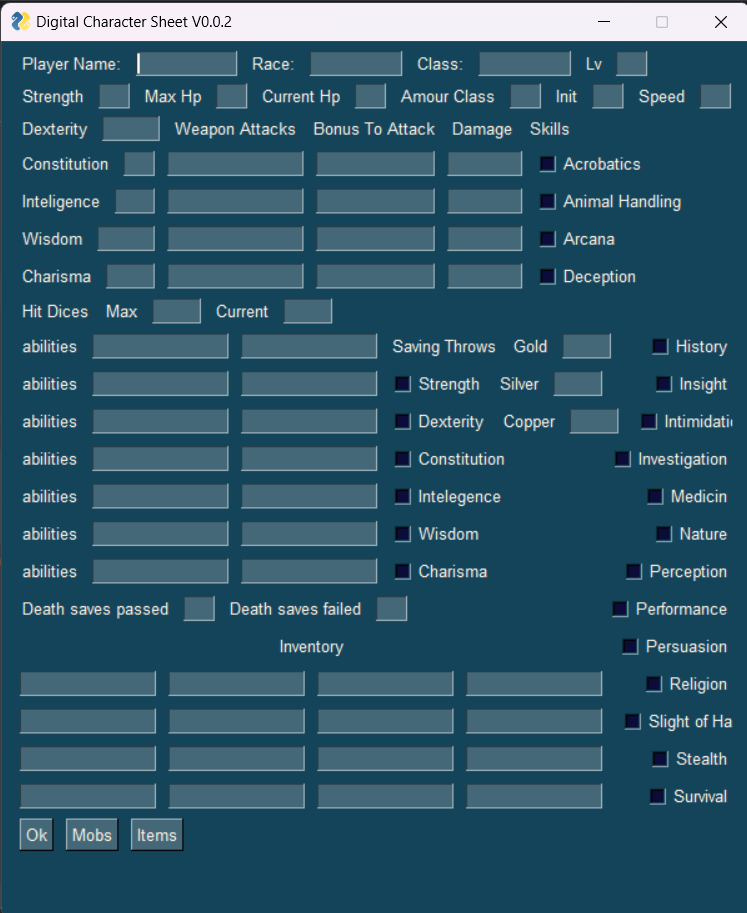 Digital Character Sheet V0.0.2
Player Name: Race: Class: Lv
Strength Max Hp Current Hp Amour Class Init Speed
Dexterity Weapon Attacks Bonus To Attack Damage Skills
Constitution Acrobatics
Inteligence Animal Handling
Wisdom Arcana
Charisma Deception
Hit Dices Max Current
abilities Saving Throws Gold History
abilities Strength Silver Insight
abilities Dexterity Copper Intimidati
abilities Constitution Investigation
abilities Intelegence Medicin
abilities Wisdom Nature
abilities Charisma Perception
Death saves passed Death saves failed Performance
Inventory Persuasion
Religion
Slight of Ha
Stealth
Survival
Ok Mobs Items